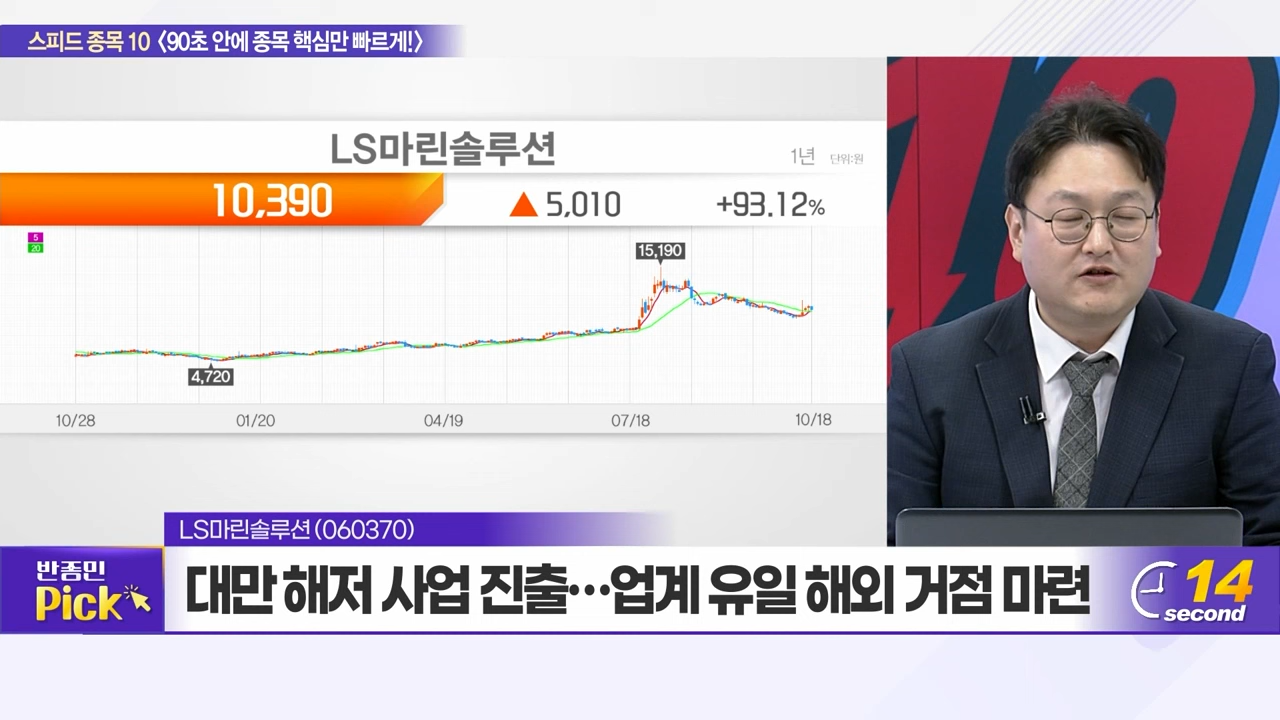 스피드 종목 10 〈90초 안에 종목 핵심만 빠르게!〉
LS마린솔루션
1년 단위:원
10,390 ▲ 5,010 +93.12%
5
20
15,190
4,720
10/28 01/20 04/19 07/18 10/18
LS마린솔루션(060370)
반종민
Pick
대만 해저 사업 진출…업계 유일 해외 거점 마련
14
second
10